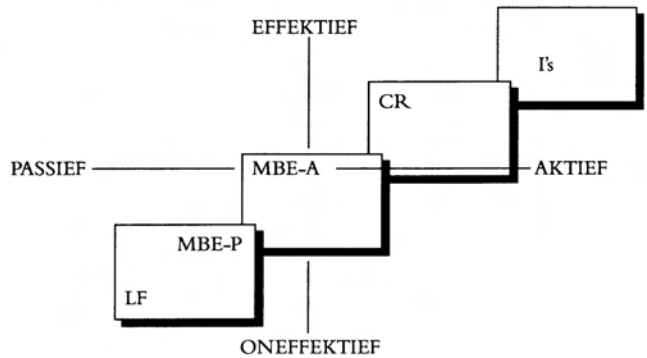 EFFEKTIEF
I's
CR
PASSIEF
MBE-A
AKTIEF
MBE-P
LF
ONEFFEKTIEF